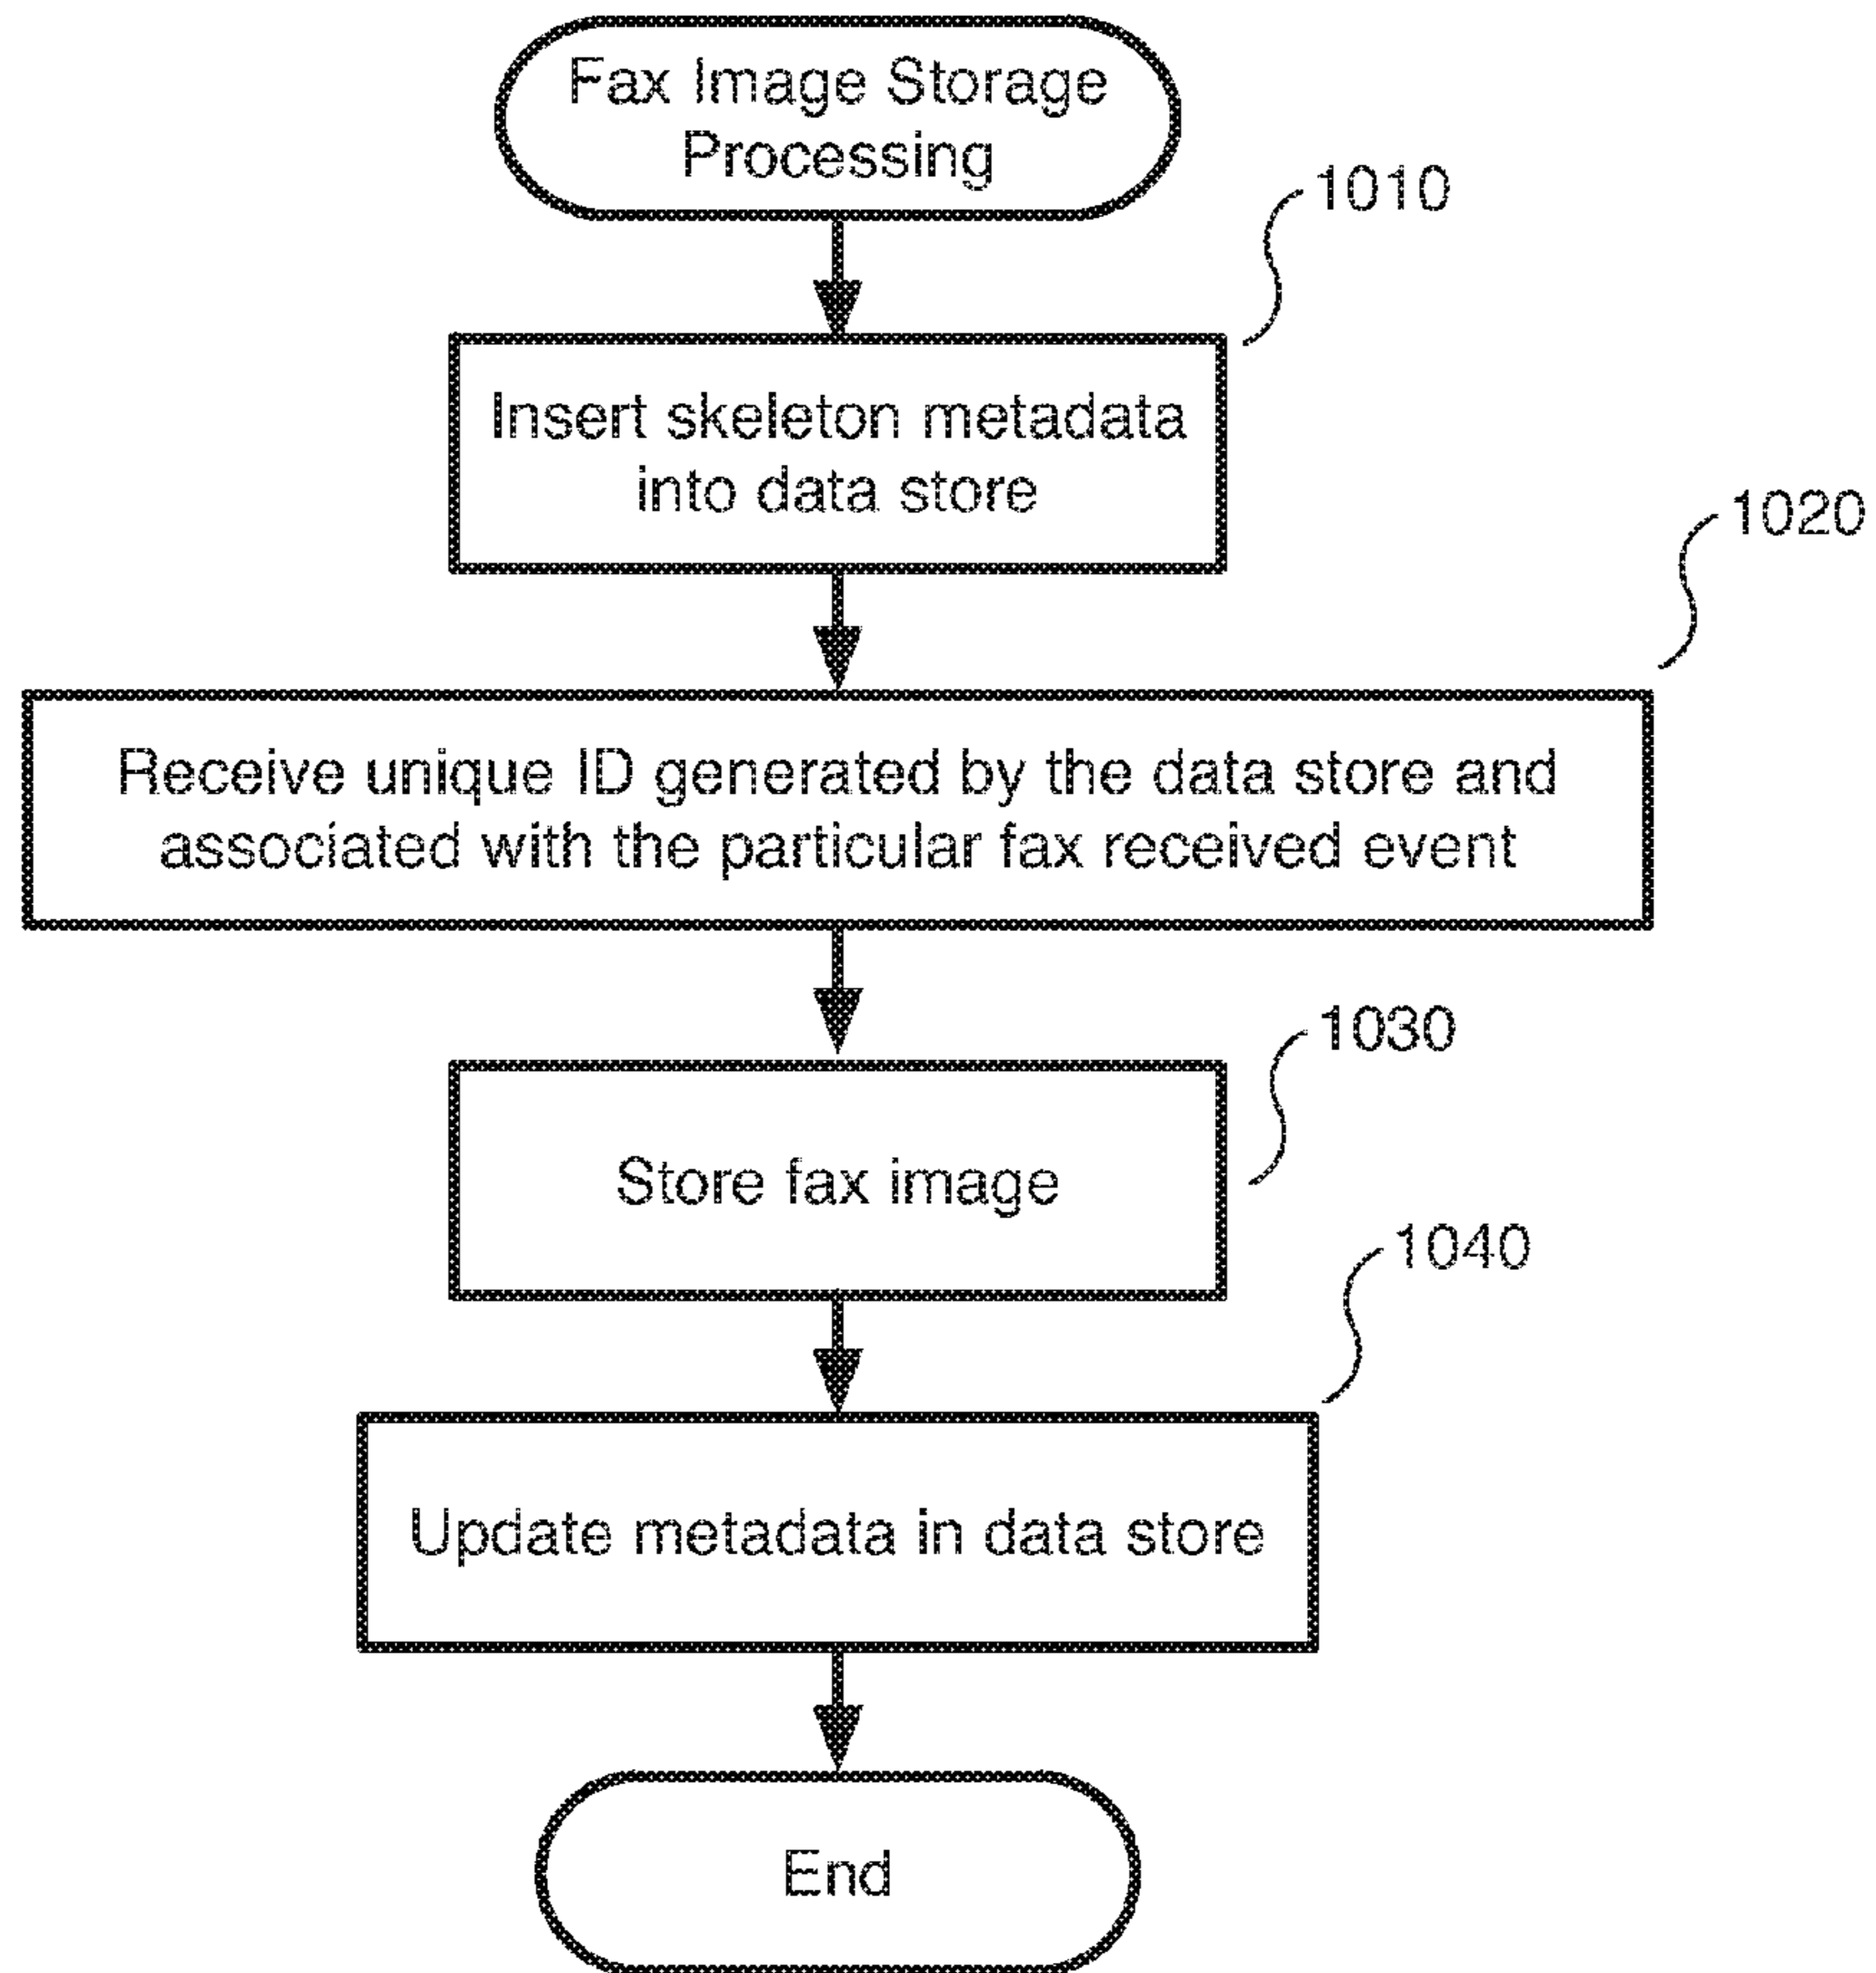 Fax Image Storage
Processing
1010
Insert skeleton metadata
into data store
1020
Receive unique ID generated by the data store and
associated with the particular fax received event
1030
Store fax image
1040
Update metadata in data store
End